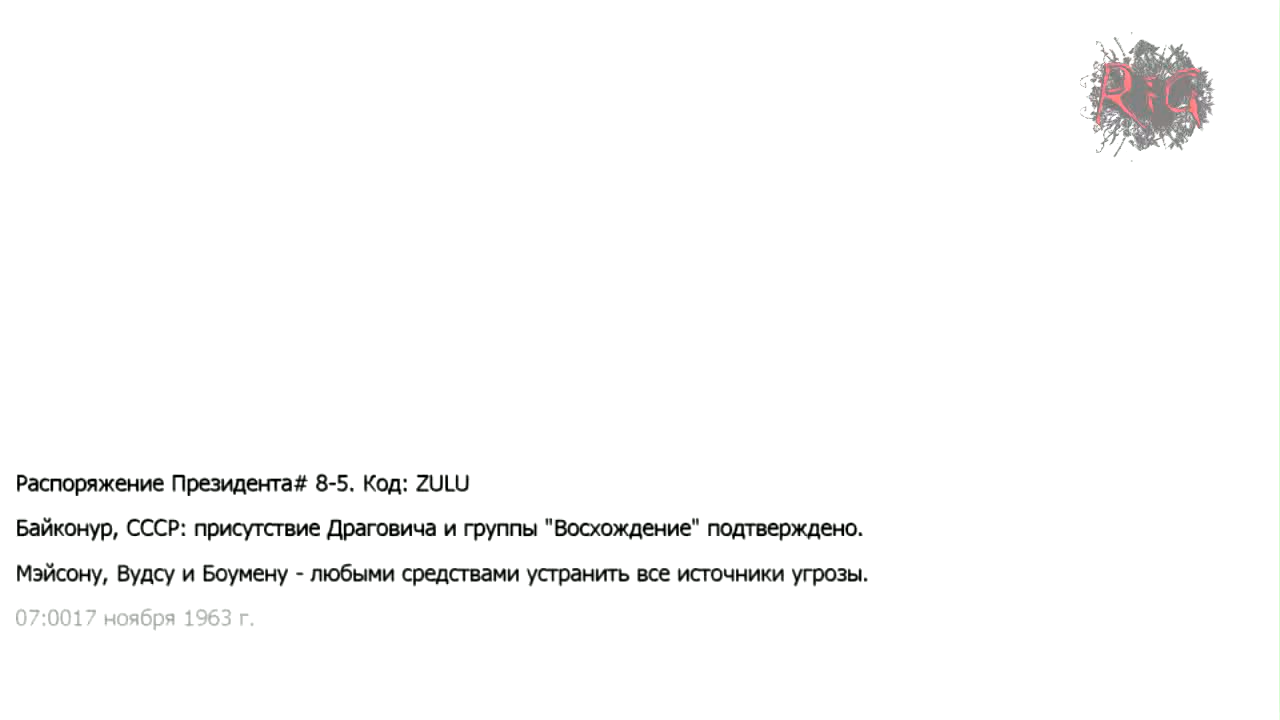 RFG
Распоряжение Президента# 8-5. Код: ZULU
Байконур, СССР: присутствие Драговича и группы "Восхождение" подтверждено.
Мэйсону, Вудсу и Боумену - любыми средствами устранить все источники угрозы.
07:0017 ноября 1963 г.